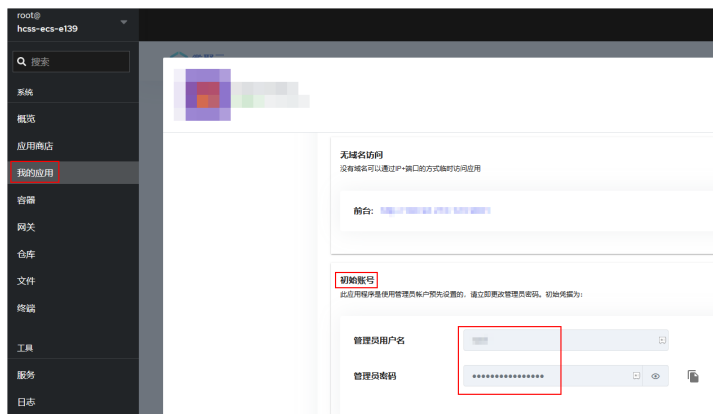 root@
hcss-ecs-e139
搜索
系统
概览
应用商店
我的应用
容器
网关
仓库
文件
终端
工具
服务
日志
无域名访问
没有域名可以通过IP+端口的方式临时访问应用
前台:
初始账号
此应用程序是使用管理员帐户预先设置的，请立即更改管理员密码。初始凭据为:
管理员用户名
管理员密码
••••••••••••••••